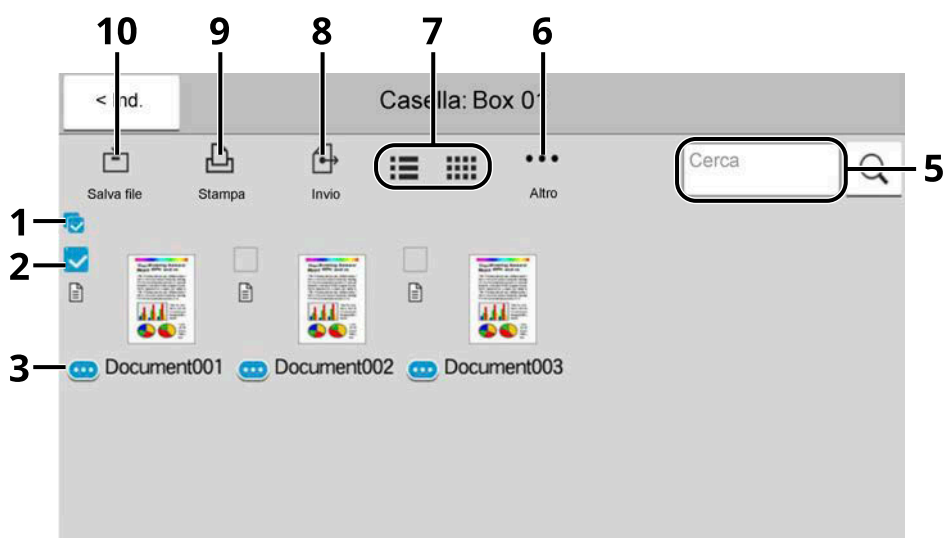 10 9 8 7 6
< Ind. Casella: Box 01
Cerca
5
Salva file Stampa Invio Altro
1
2
3 Document001 Document002 Document003